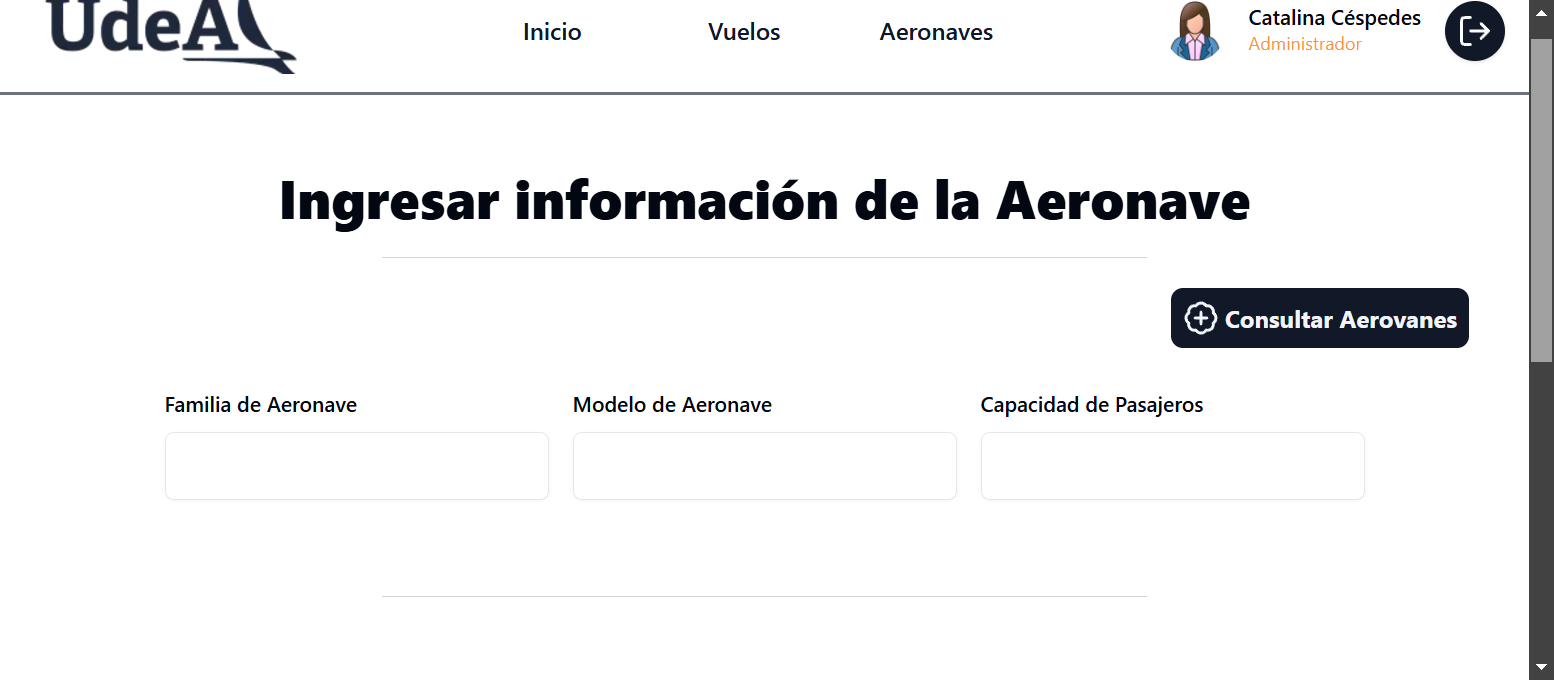 UdeA
Inicio
Vuelos
Aeronaves
Catalina Céspedes
Administrador
Ingresar información de la Aeronave
Consultar Aerovanes
Familia de Aeronave
Modelo de Aeronave
Capacidad de Pasajeros